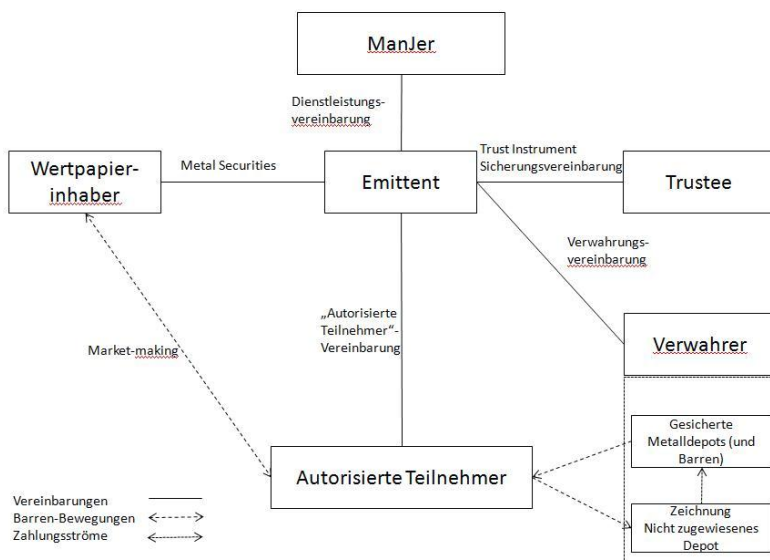 ManJer
Dienstleistungs-
vereinbarung
Wertpapier-
inhaber
Metal Securities
Emittent
Trust Instrument
Sicherungsvereinbarung
Trustee
Verwahrungs-
vereinbarung
„Autorisierte
Teilnehmer“-
Vereinbarung
Market-making
Verwahrer
Gesicherte
Metalldepots (und
Barren)
Autorisierte Teilnehmer
Zeichnung
Nicht zugewiesenes
Depot
Vereinbarungen
Barren-Bewegungen
Zahlungsströme